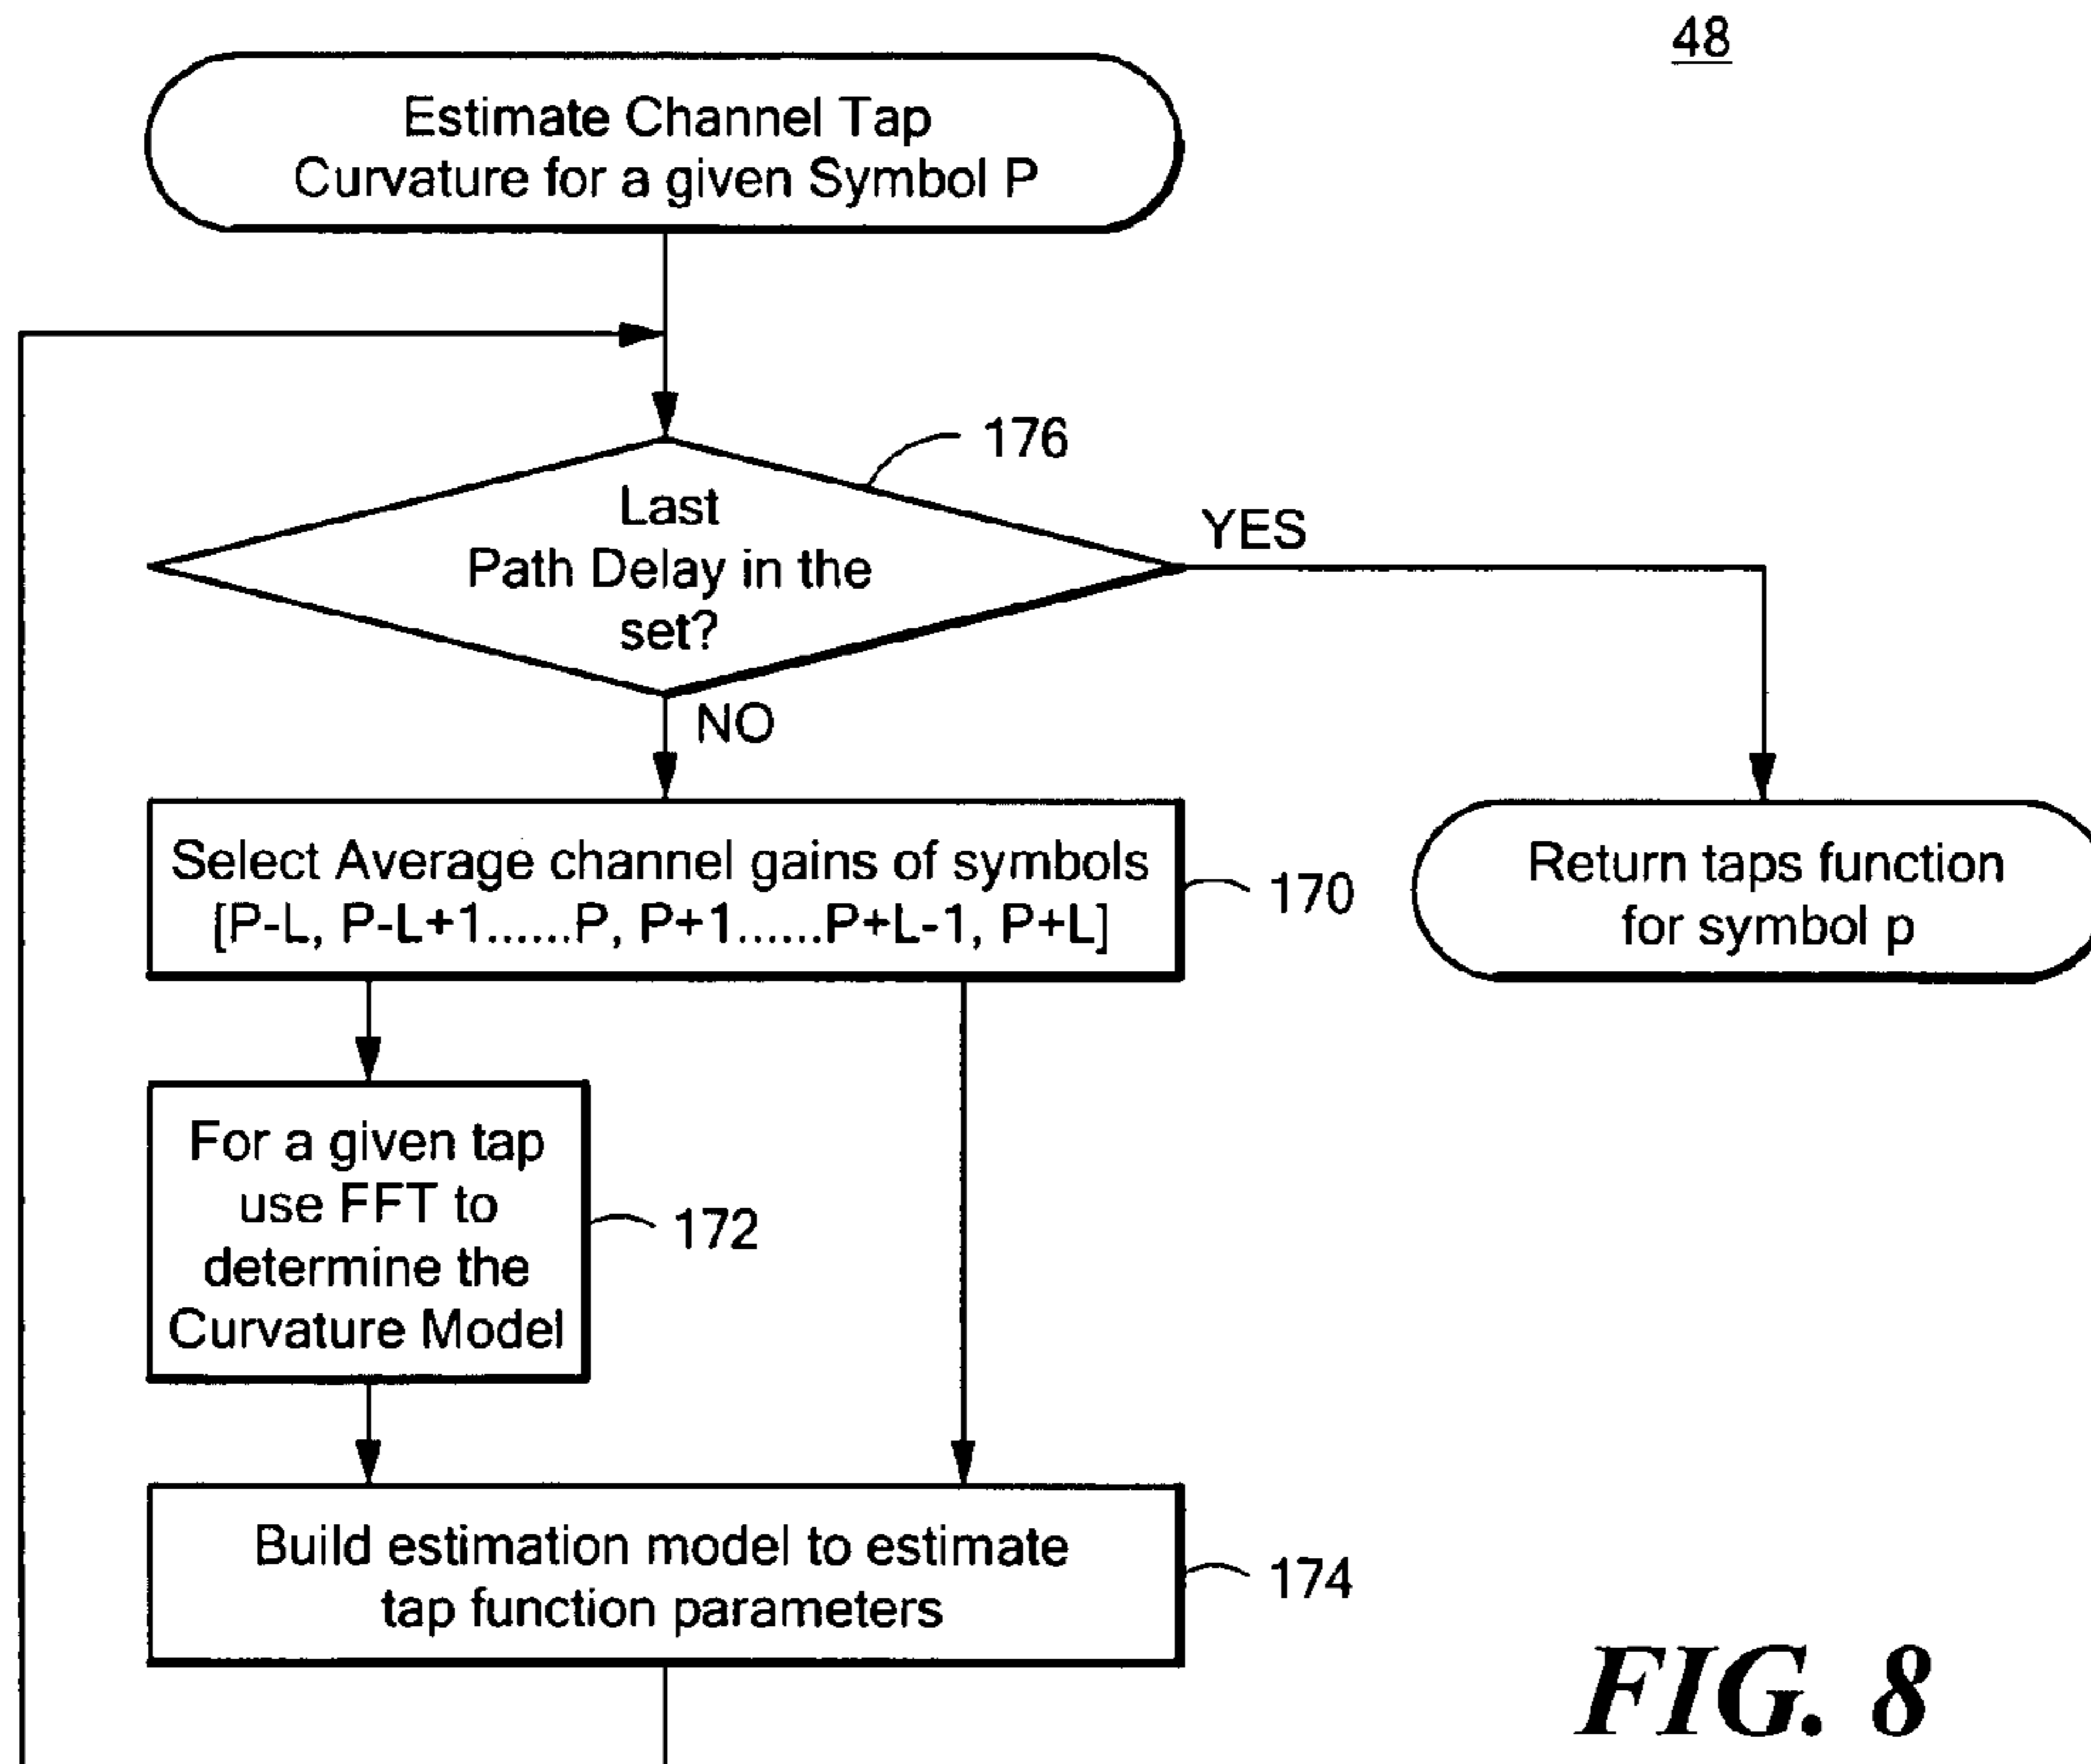 48
Estimate Channel Tap
Curvature for a given Symbol P
176
Last
Path Delay in the
set?
YES
NO
Select Average channel gains of symbols
[P-L, P-L+1......P, P+1......P+L-1, P+L]
170
Return taps function
for symbol p
For a given tap
use FFT to
determine the
Curvature Model
172
Build estimation model to estimate
tap function parameters
174
FIG. 8